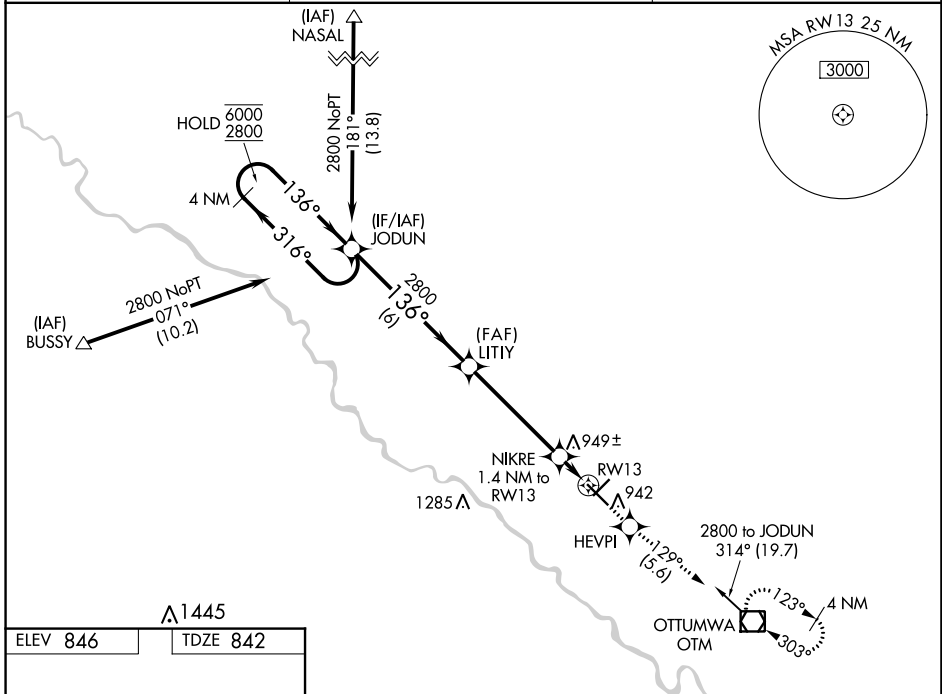 (IAF)
NASAL
MSA RW13 25 NM
3000
HOLD
6000
2800
2800 NoPT
181°
(13.8)
4 NM
136°
316°
(IF/IAF)
JODUN
2800 NoPT
071°
(10.2)
(IAF)
BUSSY
2800
136°
(6)
(FAF)
LITIY
949±
NIKRE
1.4 NM to
RW13
RW13
942
1285
HEVPI
129°
(5.6)
2800 to JODUN
314° (19.7)
123°
4 NM
303°
OTTUMWA
OTM
1445
ELEV 846
TDZE 842